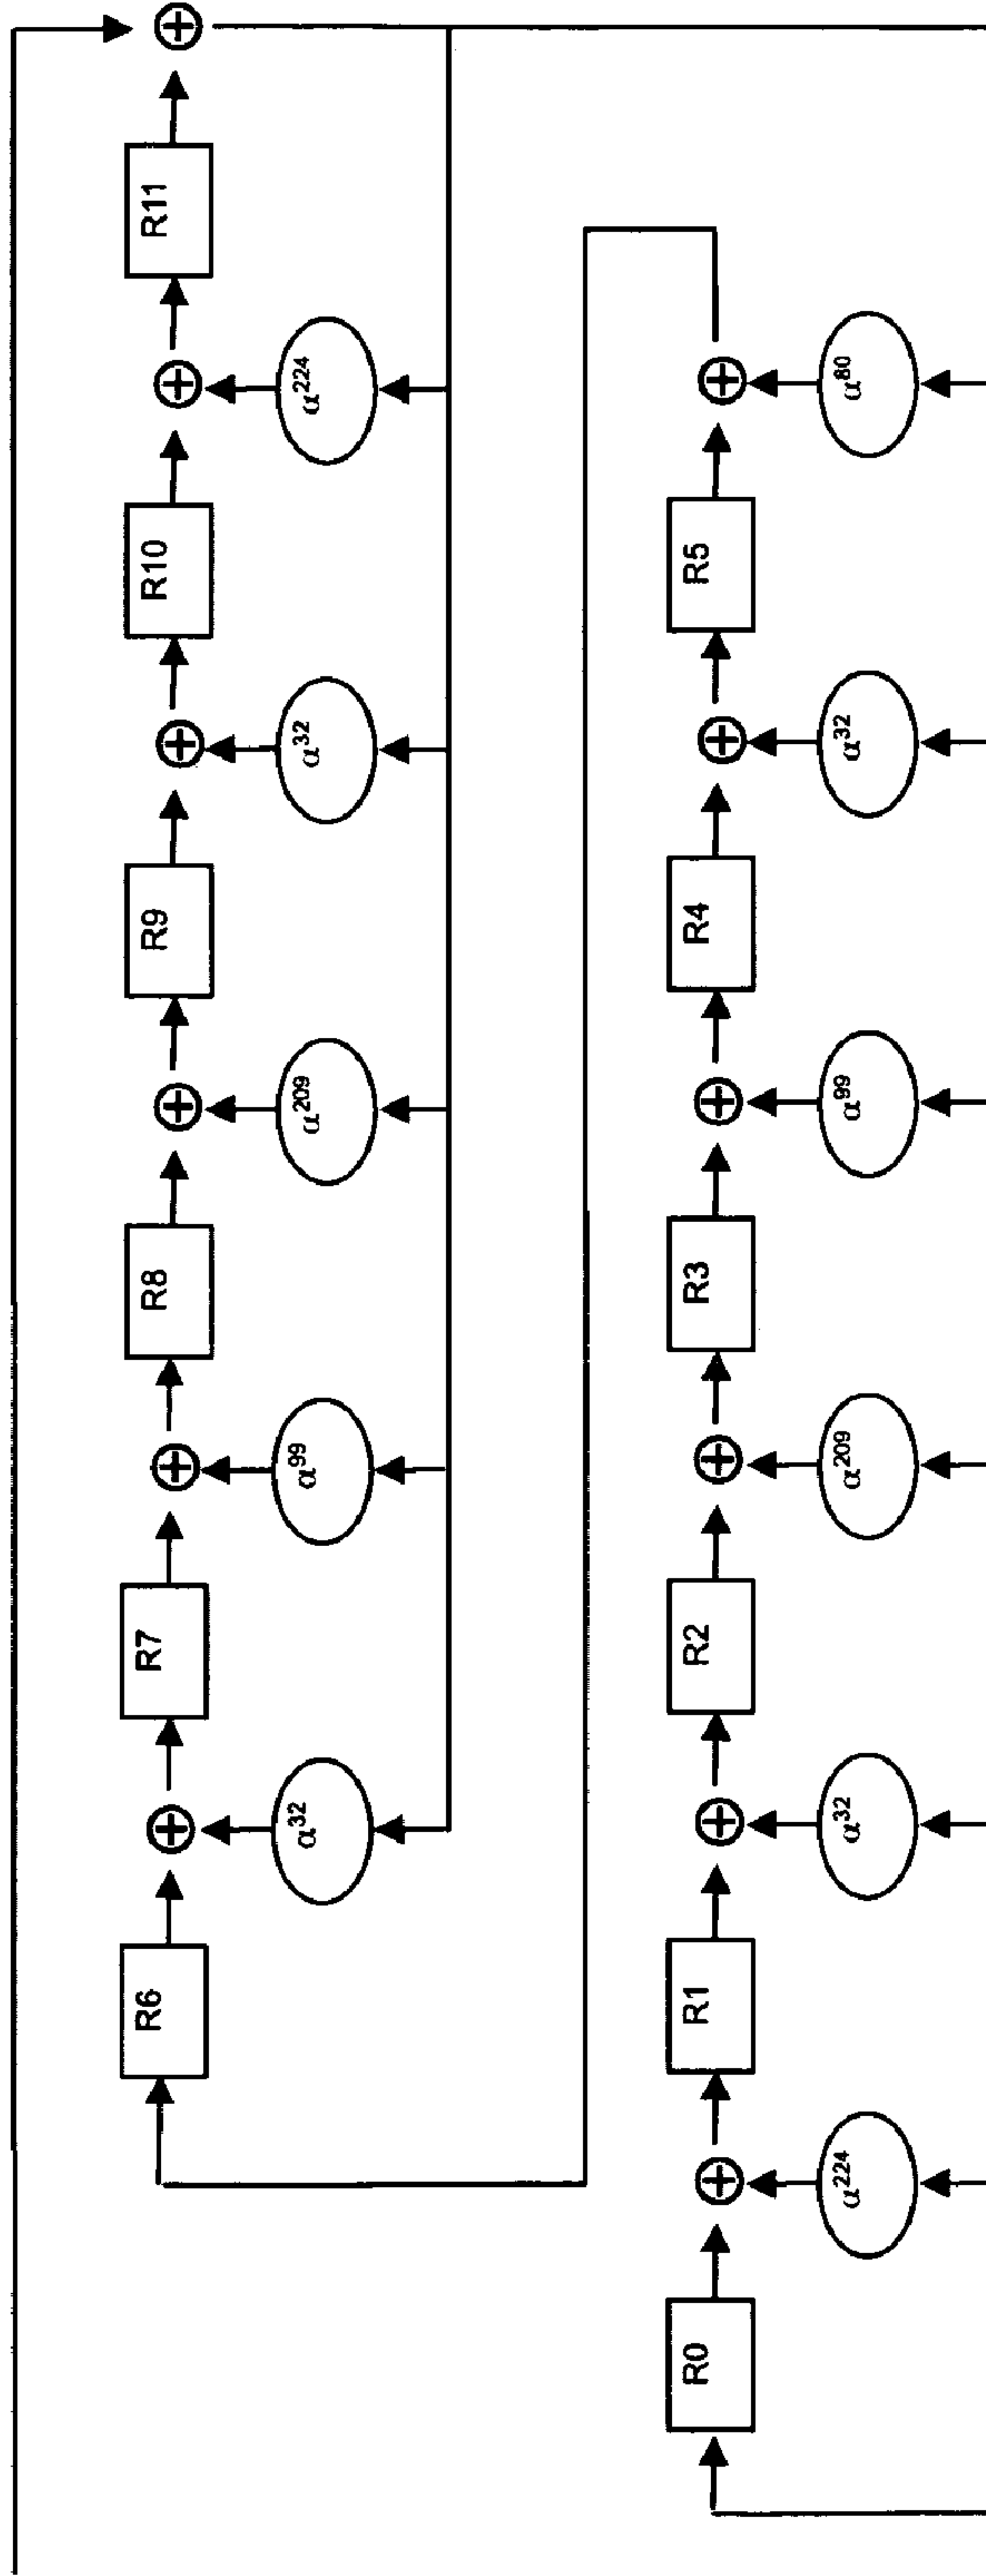 R6 R7 R8 R9 R10 R11
α³² α⁹⁹ α²⁰⁹ α³² α²²⁴
R0 R1 R2 R3 R4 R5
α²²⁴ α³² α²⁰⁹ α⁹⁹ α³² α⁸⁰